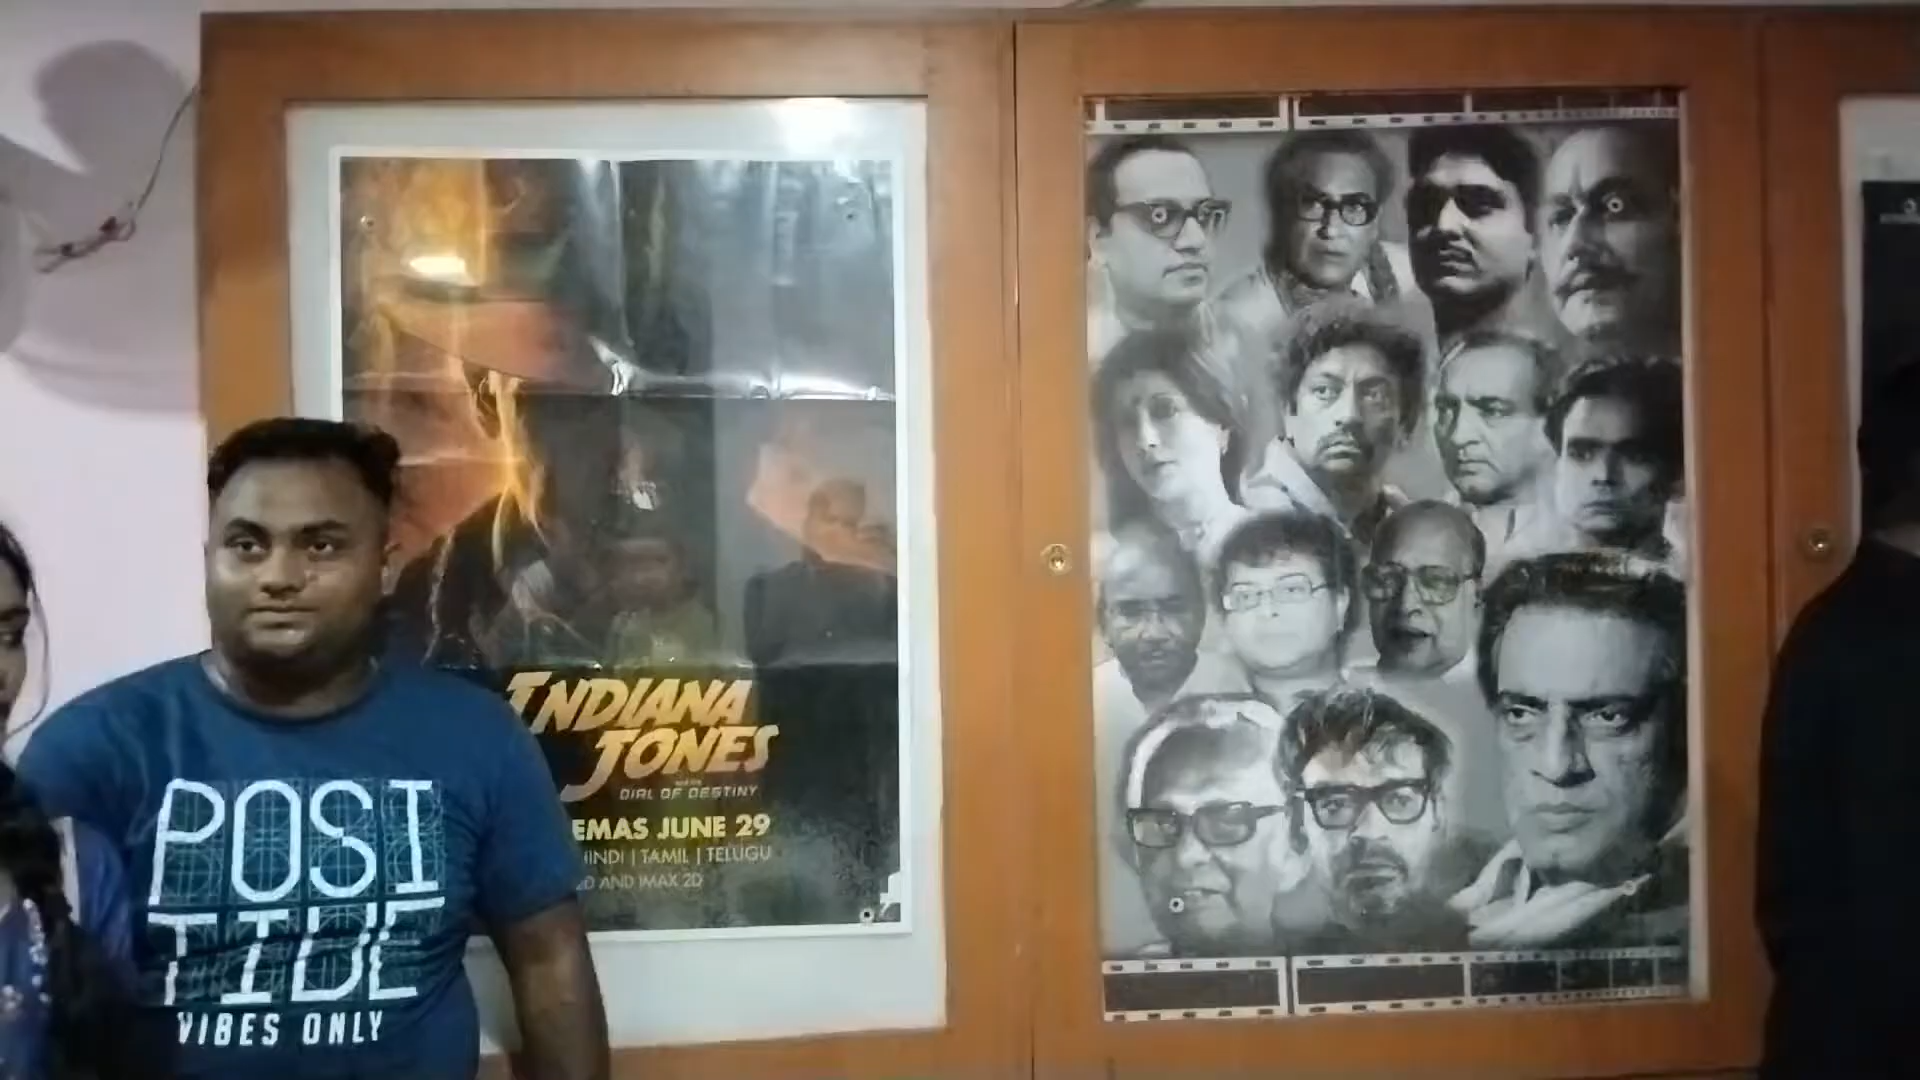 POSI
TIVE
VIBES ONLY
INDIANA
JONES
DIAL OF DESTINY
EMAS JUNE 29
HINDI | TAMIL | TELUGU
2D AND IMAX 2D